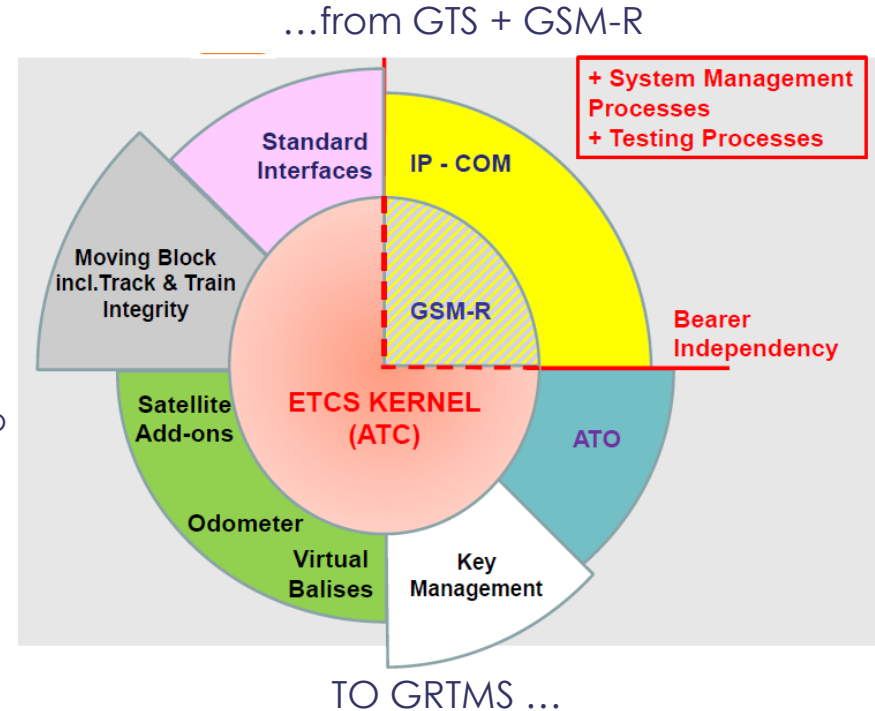 ...from GTS + GSM-R
+ System Management
Processes
+ Testing Processes
Standard
Interfaces
IP - COM
Moving Block
incl.Track & Train
Integrity
GSM-R
Bearer
Independency
ETCS KERNEL
(ATC)
Satellite
Add-ons
ATO
Odometer
Virtual
Balises
Key
Management
TO GRTMS ...